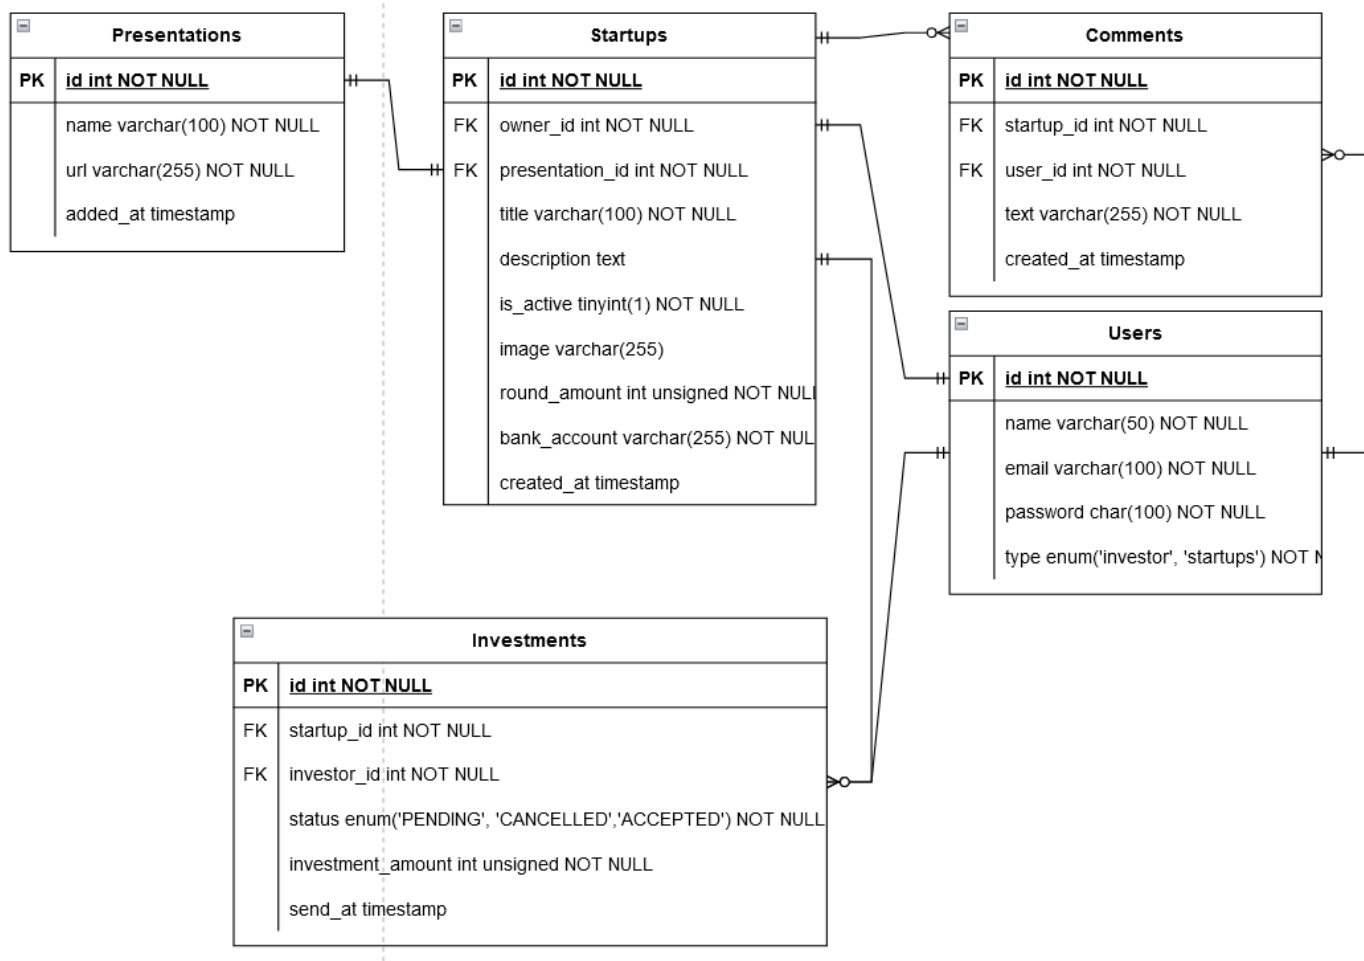 Presentations
PK id int NOT NULL
name varchar(100) NOT NULL
url varchar(255) NOT NULL
added_at timestamp
Startups
PK id int NOT NULL
FK owner_id int NOT NULL
FK presentation_id int NOT NULL
title varchar(100) NOT NULL
description text
is_active tinyint(1) NOT NULL
image varchar(255)
round_amount int unsigned NOT NULL
bank_account varchar(255) NOT NUL
created_at timestamp
Comments
PK id int NOT NULL
FK startup_id int NOT NULL
FK user_id int NOT NULL
text varchar(255) NOT NULL
created_at timestamp
Users
PK id int NOT NULL
name varchar(50) NOT NULL
email varchar(100) NOT NULL
password char(100) NOT NULL
type enum('investor', 'startups') NOT N
Investments
PK id int NOT NULL
FK startup_id int NOT NULL
FK investor_id int NOT NULL
status enum('PENDING', 'CANCELLED','ACCEPTED') NOT NULL
investment_amount int unsigned NOT NULL
send_at timestamp